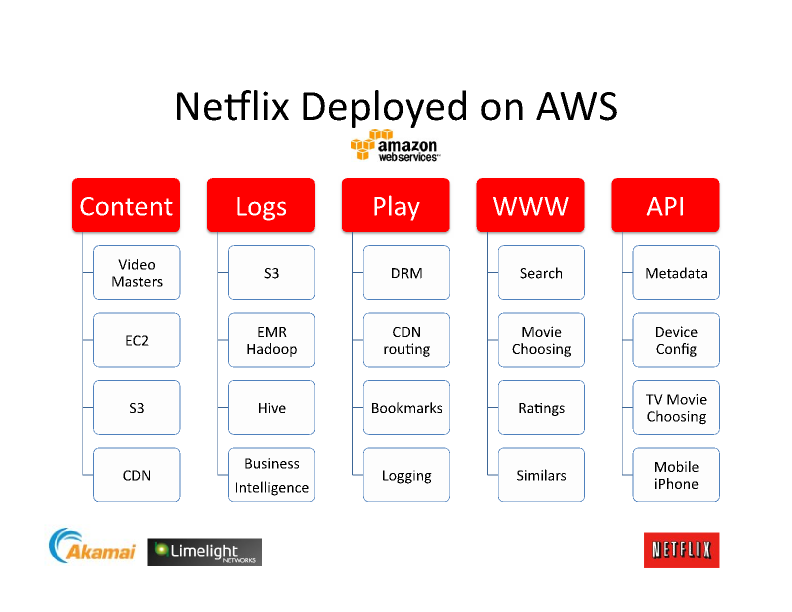 Netflix Deployed on AWS
amazon
webservices™
Content
Logs
Play
WWW
API
Video
Masters
EC2
S3
CDN
S3
EMR
Hadoop
Hive
Business
Intelligence
DRM
CDN
routing
Bookmarks
Logging
Search
Movie
Choosing
Ratings
Similars
Metadata
Device
Config
TV Movie
Choosing
Mobile
iPhone
Akamai
Limelight
NETWORKS
NETFLIX